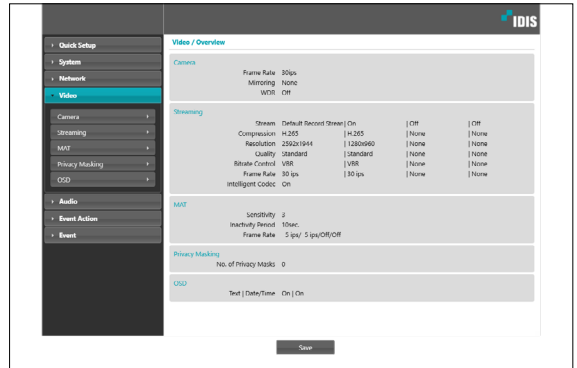 IDIS
Quick Setup
System
Network
Video
Camera
Streaming
MAT
Privacy Masking
OSD
Audio
Event Action
Event
Video / Overview
Camera
Frame Rate 30ips
Mirroring None
WDR Off
Streaming
Stream Default Record Stream | On | Off | Off
Compression H.265 | H.265 | None | None
Resolution 2592x1944 | 1280x960 | None | None
Quality Standard | Standard | None | None
Bitrate Control VBR | VBR | None | None
Frame Rate 30 ips | 30 ips | None | None
Intelligent Codec On
MAT
Sensitivity 3
Inactivity Period 10sec.
Frame Rate 5 ips/ 5 ips/Off/Off
Privacy Masking
No. of Privacy Masks 0
OSD
Text | Date/Time On | On
Save